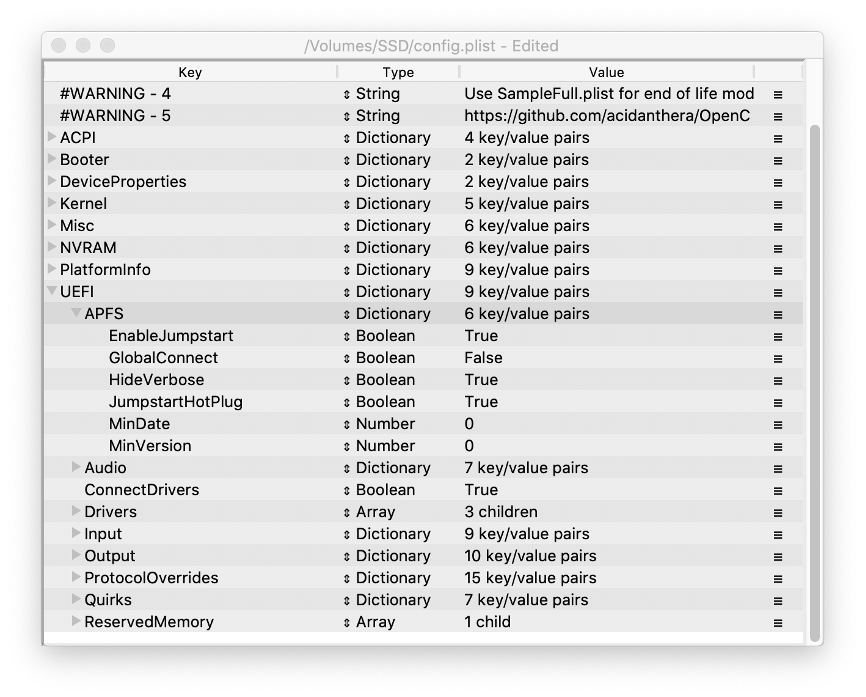 /Volumes/SSD/config.plist - Edited
Key Type Value
#WARNING - 4 String Use SampleFull.plist for end of life mod
#WARNING - 5 String https://github.com/acidanthera/OpenC
ACPI Dictionary 4 key/value pairs
Booter Dictionary 2 key/value pairs
DeviceProperties Dictionary 2 key/value pairs
Kernel Dictionary 5 key/value pairs
Misc Dictionary 6 key/value pairs
NVRAM Dictionary 6 key/value pairs
PlatformInfo Dictionary 9 key/value pairs
UEFI Dictionary 9 key/value pairs
APFS Dictionary 6 key/value pairs
EnableJumpstart Boolean True
GlobalConnect Boolean False
HideVerbose Boolean True
JumpstartHotPlug Boolean True
MinDate Number 0
MinVersion Number 0
Audio Dictionary 7 key/value pairs
ConnectDrivers Boolean True
Drivers Array 3 children
Input Dictionary 9 key/value pairs
Output Dictionary 10 key/value pairs
ProtocolOverrides Dictionary 15 key/value pairs
Quirks Dictionary 7 key/value pairs
ReservedMemory Array 1 child